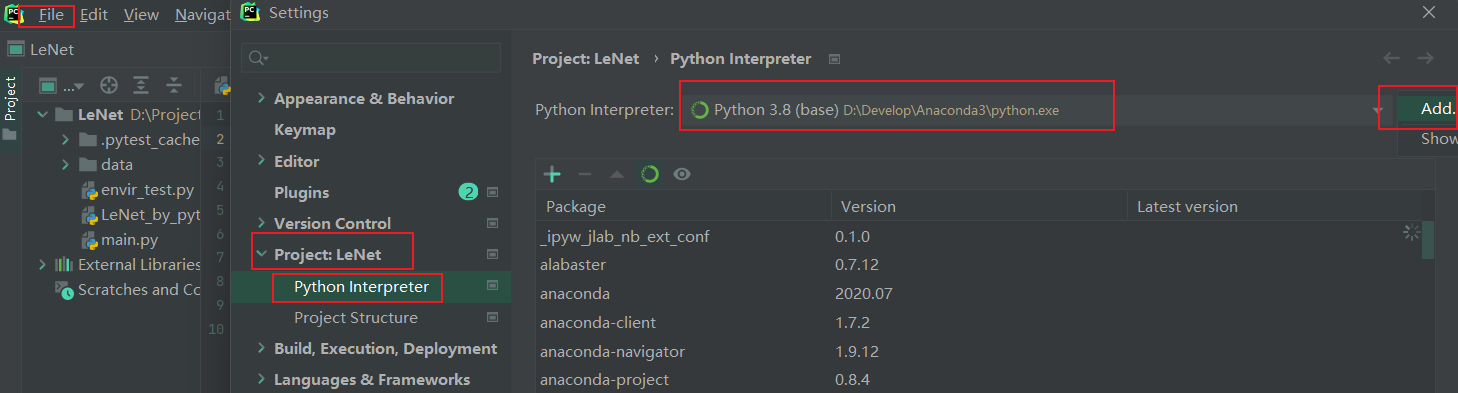 File Edit View Navigat
LeNet
Project
...
LeNet D:\Project
.pytest_cache
data
envir_test.py
LeNet_by_pyt
main.py
External Libraries
Scratches and Co
1
2
3
4
5
6
7
8
9
10
PC Settings
Appearance & Behavior
Keymap
Editor
Plugins 2
Version Control
Project: LeNet
Python Interpreter
Project Structure
Build, Execution, Deployment
Languages & Frameworks
Project: LeNet › Python Interpreter
Python Interpreter: Python 3.8 (base) D:\Develop\Anaconda3\python.exe
Add.
Show
Package Version Latest version
_ipyw_jlab_nb_ext_conf 0.1.0
alabaster 0.7.12
anaconda 2020.07
anaconda-client 1.7.2
anaconda-navigator 1.9.12
anaconda-project 0.8.4